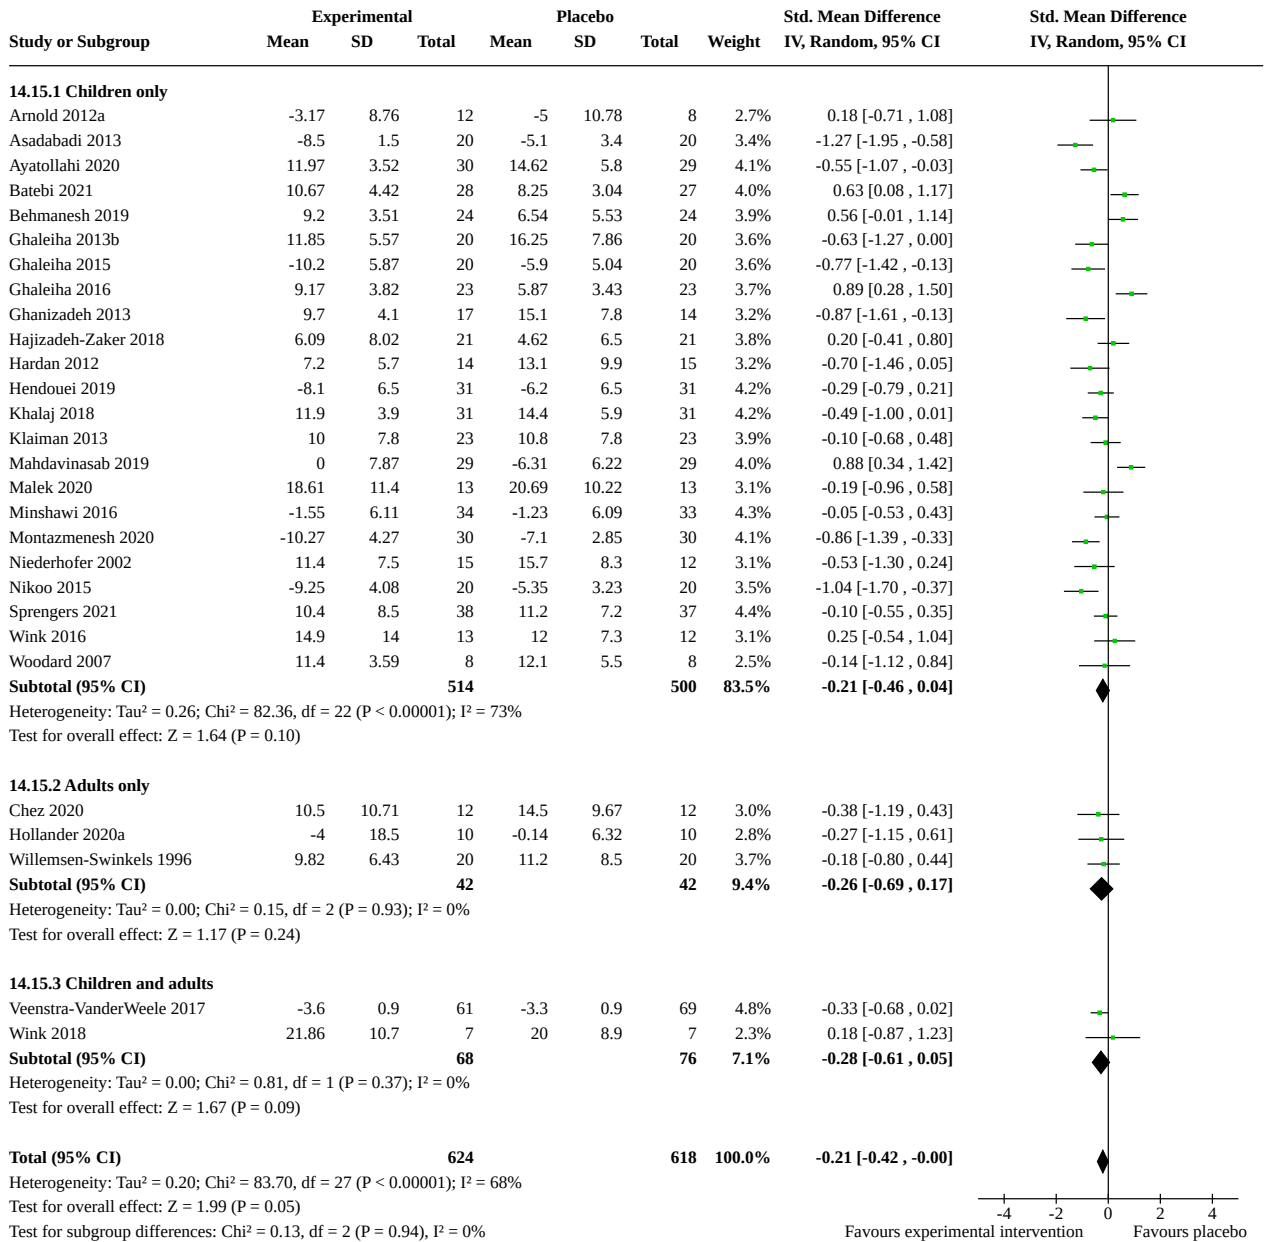 Experimental Placebo Std. Mean Difference Std. Mean Difference
Study or Subgroup Mean SD Total Mean SD Total Weight IV, Random, 95% CI IV, Random, 95% CI
14.15.1 Children only
Arnold 2012a -3.17 8.76 12 -5 10.78 8 2.7% 0.18 [-0.71 , 1.08]
Asadabadi 2013 -8.5 1.5 20 -5.1 3.4 20 3.4% -1.27 [-1.95 , -0.58]
Ayatollahi 2020 11.97 3.52 30 14.62 5.8 29 4.1% -0.55 [-1.07 , -0.03]
Batebi 2021 10.67 4.42 28 8.25 3.04 27 4.0% 0.63 [0.08 , 1.17]
Behmanesh 2019 9.2 3.51 24 6.54 5.53 24 3.9% 0.56 [-0.01 , 1.14]
Ghaleiha 2013b 11.85 5.57 20 16.25 7.86 20 3.6% -0.63 [-1.27 , 0.00]
Ghaleiha 2015 -10.2 5.87 20 -5.9 5.04 20 3.6% -0.77 [-1.42 , -0.13]
Ghaleiha 2016 9.17 3.82 23 5.87 3.43 23 3.7% 0.89 [0.28 , 1.50]
Ghanizadeh 2013 9.7 4.1 17 15.1 7.8 14 3.2% -0.87 [-1.61 , -0.13]
Hajizadeh-Zaker 2018 6.09 8.02 21 4.62 6.5 21 3.8% 0.20 [-0.41 , 0.80]
Hardan 2012 7.2 5.7 14 13.1 9.9 15 3.2% -0.70 [-1.46 , 0.05]
Hendouei 2019 -8.1 6.5 31 -6.2 6.5 31 4.2% -0.29 [-0.79 , 0.21]
Khalaj 2018 11.9 3.9 31 14.4 5.9 31 4.2% -0.49 [-1.00 , 0.01]
Klaiman 2013 10 7.8 23 10.8 7.8 23 3.9% -0.10 [-0.68 , 0.48]
Mahdavinasab 2019 0 7.87 29 -6.31 6.22 29 4.0% 0.88 [0.34 , 1.42]
Malek 2020 18.61 11.4 13 20.69 10.22 13 3.1% -0.19 [-0.96 , 0.58]
Minshawi 2016 -1.55 6.11 34 -1.23 6.09 33 4.3% -0.05 [-0.53 , 0.43]
Montazmenesh 2020 -10.27 4.27 30 -7.1 2.85 30 4.1% -0.86 [-1.39 , -0.33]
Niederhofer 2002 11.4 7.5 15 15.7 8.3 12 3.1% -0.53 [-1.30 , 0.24]
Nikoo 2015 -9.25 4.08 20 -5.35 3.23 20 3.5% -1.04 [-1.70 , -0.37]
Sprengers 2021 10.4 8.5 38 11.2 7.2 37 4.4% -0.10 [-0.55 , 0.35]
Wink 2016 14.9 14 13 12 7.3 12 3.1% 0.25 [-0.54 , 1.04]
Woodard 2007 11.4 3.59 8 12.1 5.5 8 2.5% -0.14 [-1.12 , 0.84]
Subtotal (95% CI) 514 500 83.5% -0.21 [-0.46 , 0.04]
Heterogeneity: Tau² = 0.26; Chi² = 82.36, df = 22 (P < 0.00001); I² = 73%
Test for overall effect: Z = 1.64 (P = 0.10)
14.15.2 Adults only
Chez 2020 10.5 10.71 12 14.5 9.67 12 3.0% -0.38 [-1.19 , 0.43]
Hollander 2020a -4 18.5 10 -0.14 6.32 10 2.8% -0.27 [-1.15 , 0.61]
Willemsen-Swinkels 1996 9.82 6.43 20 11.2 8.5 20 3.7% -0.18 [-0.80 , 0.44]
Subtotal (95% CI) 42 42 9.4% -0.26 [-0.69 , 0.17]
Heterogeneity: Tau² = 0.00; Chi² = 0.15, df = 2 (P = 0.93); I² = 0%
Test for overall effect: Z = 1.17 (P = 0.24)
14.15.3 Children and adults
Veenstra-VanderWeele 2017 -3.6 0.9 61 -3.3 0.9 69 4.8% -0.33 [-0.68 , 0.02]
Wink 2018 21.86 10.7 7 20 8.9 7 2.3% 0.18 [-0.87 , 1.23]
Subtotal (95% CI) 68 76 7.1% -0.28 [-0.61 , 0.05]
Heterogeneity: Tau² = 0.00; Chi² = 0.81, df = 1 (P = 0.37); I² = 0%
Test for overall effect: Z = 1.67 (P = 0.09)
Total (95% CI) 624 618 100.0% -0.21 [-0.42 , -0.00]
Heterogeneity: Tau² = 0.20; Chi² = 83.70, df = 27 (P < 0.00001); I² = 68%
Test for overall effect: Z = 1.99 (P = 0.05)
-4 -2 0 2 4
Test for subgroup differences: Chi² = 0.13, df = 2 (P = 0.94), I² = 0%
Favours experimental intervention Favours placebo